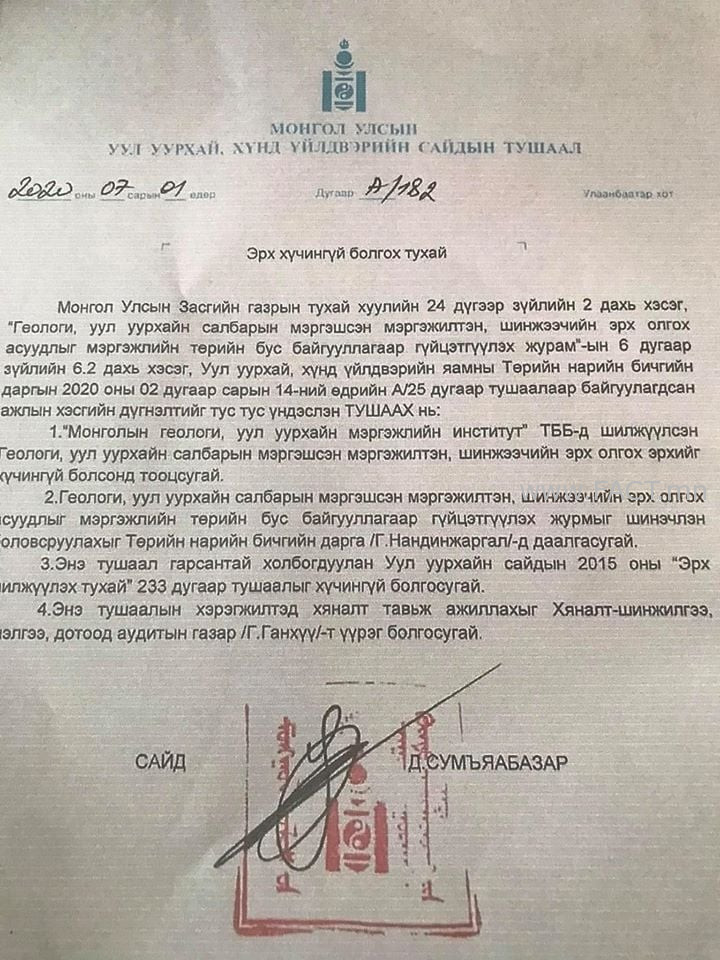 МОНГОЛ УЛСЫН
УУЛ УУРХАЙ, ХҮНД ҮЙЛДВЭРИЙН САЙДЫН ТУШААЛ
2020 оны 07 сарын 01 өдөр Дугаар А/182 Улаанбаатар хот
Эрх хүчингүй болгох тухай
Монгол Улсын Засгийн газрын тухай хуулийн 24 дүгээр зүйлийн 2 дахь хэсэг,
"Геологи, уул уурхайн салбарын мэргэшсэн мэргэжилтэн, шинжээчийн эрх олгох
асуудлыг мэргэжлийн төрийн бус байгууллагаар гүйцэтгүүлэх журам"-ын 6 дугаар
зүйлийн 6.2 дахь хэсэг, Уул уурхай, хүнд үйлдвэрийн яамны Төрийн нарийн бичгийн
даргын 2020 оны 02 дугаар сарын 14-ний өдрийн А/25 дугаар тушаалаар байгуулагдсан
ажлын хэсгийн дүгнэлтийг тус тус үндэслэн ТУШААХ нь:
1."Монголын геологи, уул уурхайн мэргэжлийн институт" ТББ-д шилжүүлсэн
Геологи, уул уурхайн салбарын мэргэшсэн мэргэжилтэн, шинжээчийн эрх олгох эрхийг
хүчингүй болсонд тооцсугай.
2.Геологи, уул уурхайн салбарын мэргэшсэн мэргэжилтэн, шинжээчийн эрх олгох
асуудлыг мэргэжлийн төрийн бус байгууллагаар гүйцэтгүүлэх журмыг шинэчлэн
боловсруулахыг Төрийн нарийн бичгийн дарга /Г.Нандинжаргал/-д даалгасугай.
3.Энэ тушаал гарсантай холбогдуулан Уул уурхайн сайдын 2015 оны "Эрх
шилжүүлэх тухай" 233 дугаар тушаалыг хүчингүй болгосугай.
4.Энэ тушаалын хэрэгжилтэд хяналт тавьж ажиллахыг Хяналт-шинжилгээ,
үнэлгээ, дотоод аудитын газар /Г.Ганхүү/-т үүрэг болгосугай.
САЙД Д.СУМЪЯАБАЗАР